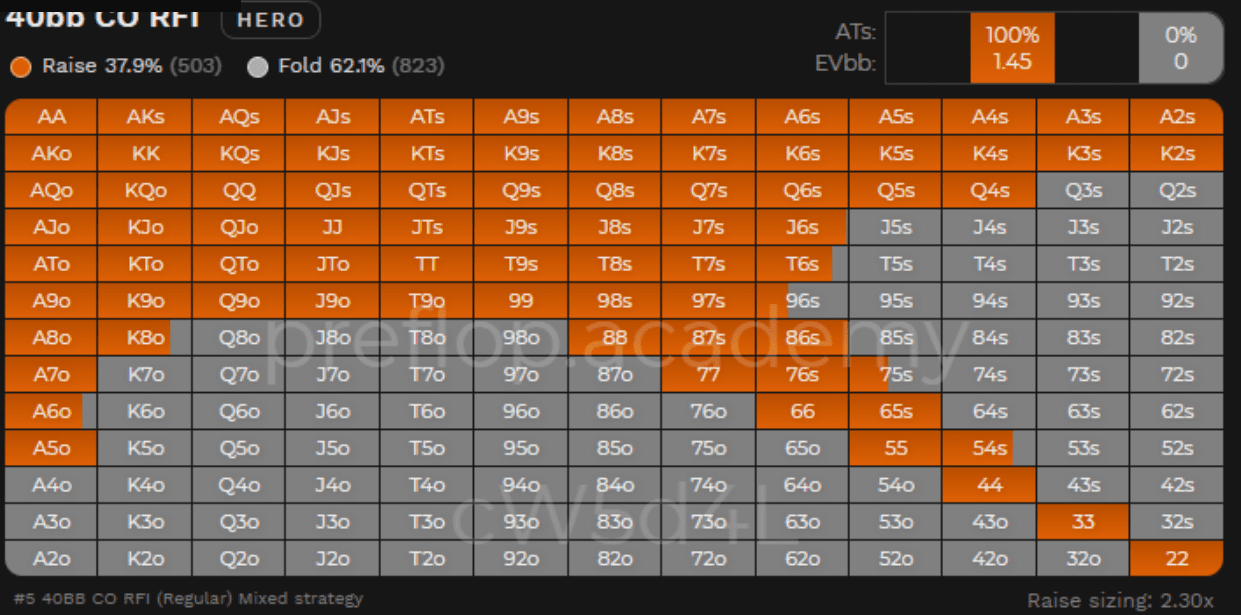 40bb CO RFI HERO
ATs: 100% 0%
EVbb: 1.45 0
Raise 37.9% (503) Fold 62.1% (823)
AA AKs AQs AJs ATs A9s A8s A7s A6s A5s A4s A3s A2s
AKo KK KQs KJs KTs K9s K8s K7s K6s K5s K4s K3s K2s
AQo KQo QQ QJs QTs Q9s Q8s Q7s Q6s Q5s Q4s Q3s Q2s
AJo KJo QJo JJ JTs J9s J8s J7s J6s J5s J4s J3s J2s
ATo KTo QTo JTo TT T9s T8s T7s T6s T5s T4s T3s T2s
A9o K9o Q9o J9o T9o 99 98s 97s 96s 95s 94s 93s 92s
A8o K8o Q8o J8o T8o 98o 88 87s 86s 85s 84s 83s 82s
preflop.academy
A7o K7o Q7o J7o T7o 97o 87o 77 76s 75s 74s 73s 72s
A6o K6o Q6o J6o T6o 96o 86o 76o 66 65s 64s 63s 62s
A5o K5o Q5o J5o T5o 95o 85o 75o 65o 55 54s 53s 52s
A4o K4o Q4o J4o T4o 94o 84o 74o 64o 54o 44 43s 42s
A3o K3o Q3o J3o T3o 93o 83o 73o 63o 53o 43o 33 32s
cW5d4L
A2o K2o Q2o J2o T2o 92o 82o 72o 62o 52o 42o 32o 22
#5 40BB CO RFI (Regular) Mixed strategy
Raise sizing: 2.30x